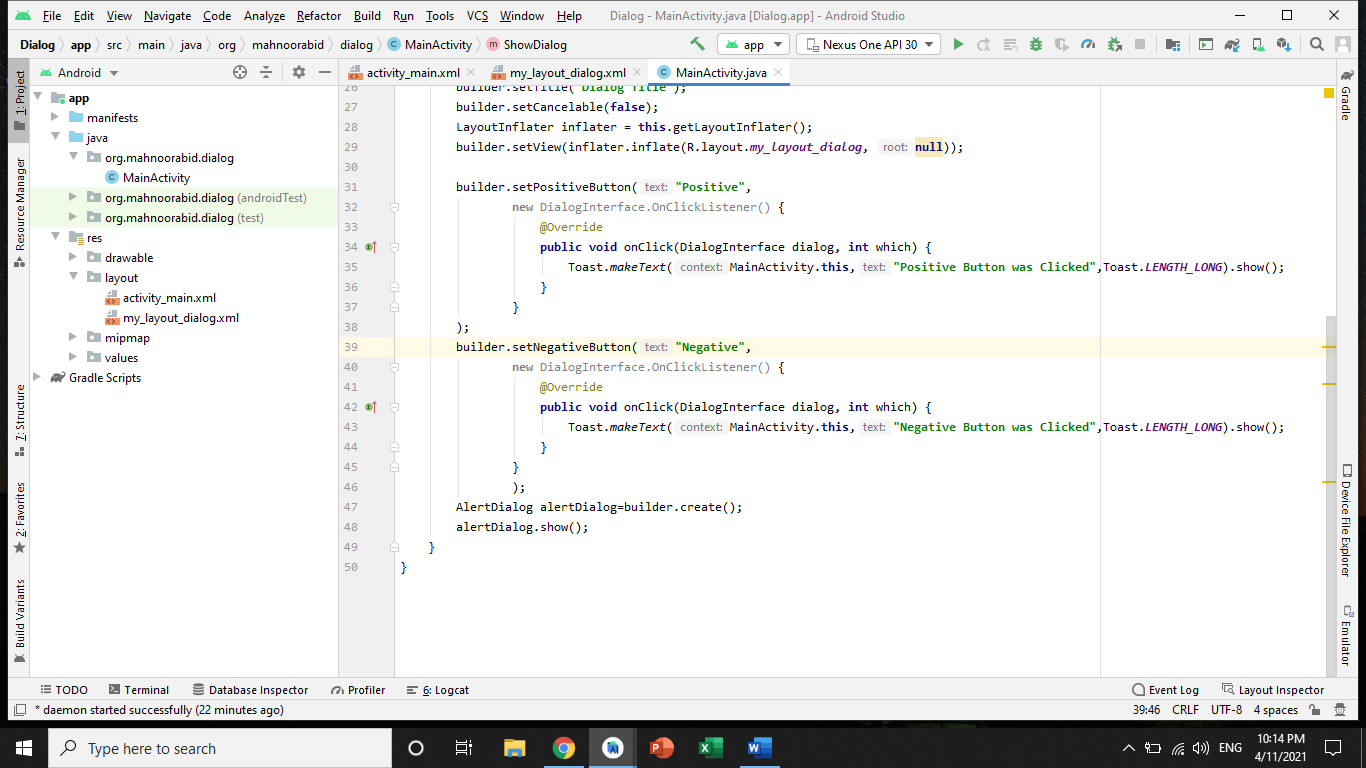 File Edit View Navigate Code Analyze Refactor Build Run Tools VCS Window Help Dialog - MainActivity.java [Dialog.app] - Android Studio
Dialog app src main java org mahnoorabid dialog MainActivity ShowDialog app Nexus One API 30
1: Project
Resource Manager
7: Structure
2: Favorites
Build Variants
Android
app
manifests
java
org.mahnoorabid.dialog
MainActivity
org.mahnoorabid.dialog (androidTest)
org.mahnoorabid.dialog (test)
res
drawable
layout
activity_main.xml
my_layout_dialog.xml
mipmap
values
Gradle Scripts
activity_main.xml my_layout_dialog.xml MainActivity.java
26 builder.setTitle("Dialog Title");
27 builder.setCancelable(false);
28 LayoutInflater inflater = this.getLayoutInflater();
29 builder.setView(inflater.inflate(R.layout.my_layout_dialog, root: null));
30
31 builder.setPositiveButton( text: "Positive",
32 new DialogInterface.OnClickListener() {
33 @Override
34 public void onClick(DialogInterface dialog, int which) {
35 Toast.makeText( context: MainActivity.this, text: "Positive Button was Clicked",Toast.LENGTH_LONG).show();
36 }
37 }
38 );
39 builder.setNegativeButton( text: "Negative",
40 new DialogInterface.OnClickListener() {
41 @Override
42 public void onClick(DialogInterface dialog, int which) {
43 Toast.makeText( context: MainActivity.this, text: "Negative Button was Clicked",Toast.LENGTH_LONG).show();
44 }
45 }
46 );
47 AlertDialog alertDialog=builder.create();
48 alertDialog.show();
49 }
50 }
Gradle
Device File Explorer
Emulator
TODO Terminal Database Inspector Profiler 6: Logcat Event Log Layout Inspector
* daemon started successfully (22 minutes ago) 39:46 CRLF UTF-8 4 spaces
Type here to search ENG 10:14 PM
4/11/2021